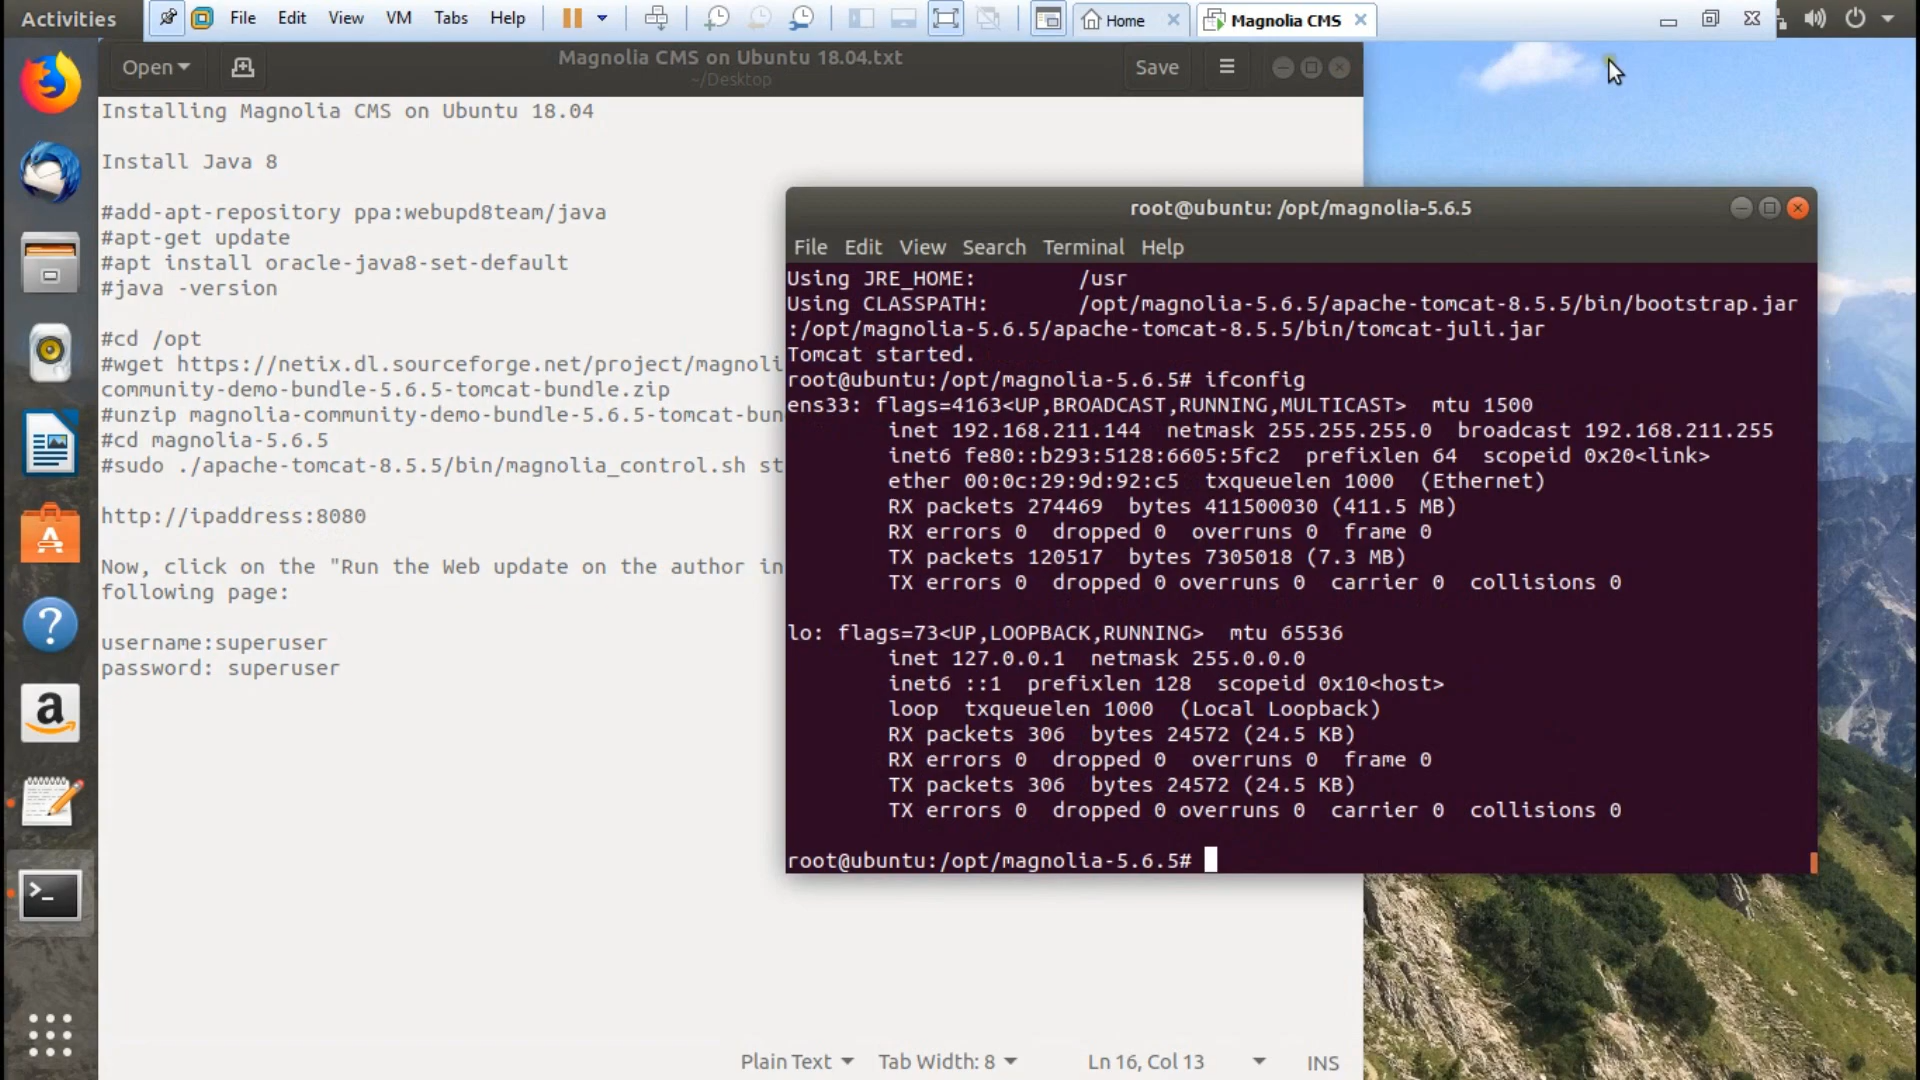 Activities
File Edit View VM Tabs Help
Home
Magnolia CMS
Open
Magnolia CMS on Ubuntu 18.04.txt
~/Desktop
Save
Installing Magnolia CMS on Ubuntu 18.04
Install Java 8
#add-apt-repository ppa:webupd8team/java
#apt-get update
#apt install oracle-java8-set-default
#java -version
#cd /opt
#wget https://netix.dl.sourceforge.net/project/magnoli
community-demo-bundle-5.6.5-tomcat-bundle.zip
#unzip magnolia-community-demo-bundle-5.6.5-tomcat-bun
#cd magnolia-5.6.5
#sudo ./apache-tomcat-8.5.5/bin/magnolia_control.sh st
http://ipaddress:8080
Now, click on the "Run the Web update on the author in
following page:
username:superuser
password: superuser
Plain Text Tab Width: 8 Ln 16, Col 13 INS
root@ubuntu: /opt/magnolia-5.6.5
File Edit View Search Terminal Help
Using JRE_HOME: /usr
Using CLASSPATH: /opt/magnolia-5.6.5/apache-tomcat-8.5.5/bin/bootstrap.jar
:/opt/magnolia-5.6.5/apache-tomcat-8.5.5/bin/tomcat-juli.jar
Tomcat started.
root@ubuntu:/opt/magnolia-5.6.5# ifconfig
ens33: flags=4163<UP,BROADCAST,RUNNING,MULTICAST> mtu 1500
inet 192.168.211.144 netmask 255.255.255.0 broadcast 192.168.211.255
inet6 fe80::b293:5128:6605:5fc2 prefixlen 64 scopeid 0x20<link>
ether 00:0c:29:9d:92:c5 txqueuelen 1000 (Ethernet)
RX packets 274469 bytes 411500030 (411.5 MB)
RX errors 0 dropped 0 overruns 0 frame 0
TX packets 120517 bytes 7305018 (7.3 MB)
TX errors 0 dropped 0 overruns 0 carrier 0 collisions 0
lo: flags=73<UP,LOOPBACK,RUNNING> mtu 65536
inet 127.0.0.1 netmask 255.0.0.0
inet6 ::1 prefixlen 128 scopeid 0x10<host>
loop txqueuelen 1000 (Local Loopback)
RX packets 306 bytes 24572 (24.5 KB)
RX errors 0 dropped 0 overruns 0 frame 0
TX packets 306 bytes 24572 (24.5 KB)
TX errors 0 dropped 0 overruns 0 carrier 0 collisions 0
root@ubuntu:/opt/magnolia-5.6.5#